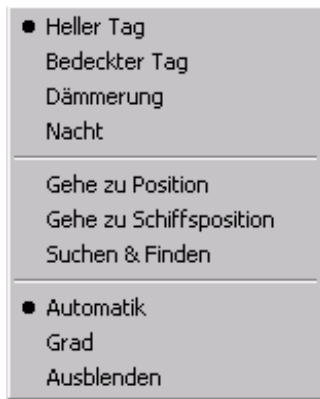 Heller Tag
Bedeckter Tag
Dämmerung
Nacht
Gehe zu Position
Gehe zu Schiffsposition
Suchen & Finden
Automatik
Grad
Ausblenden